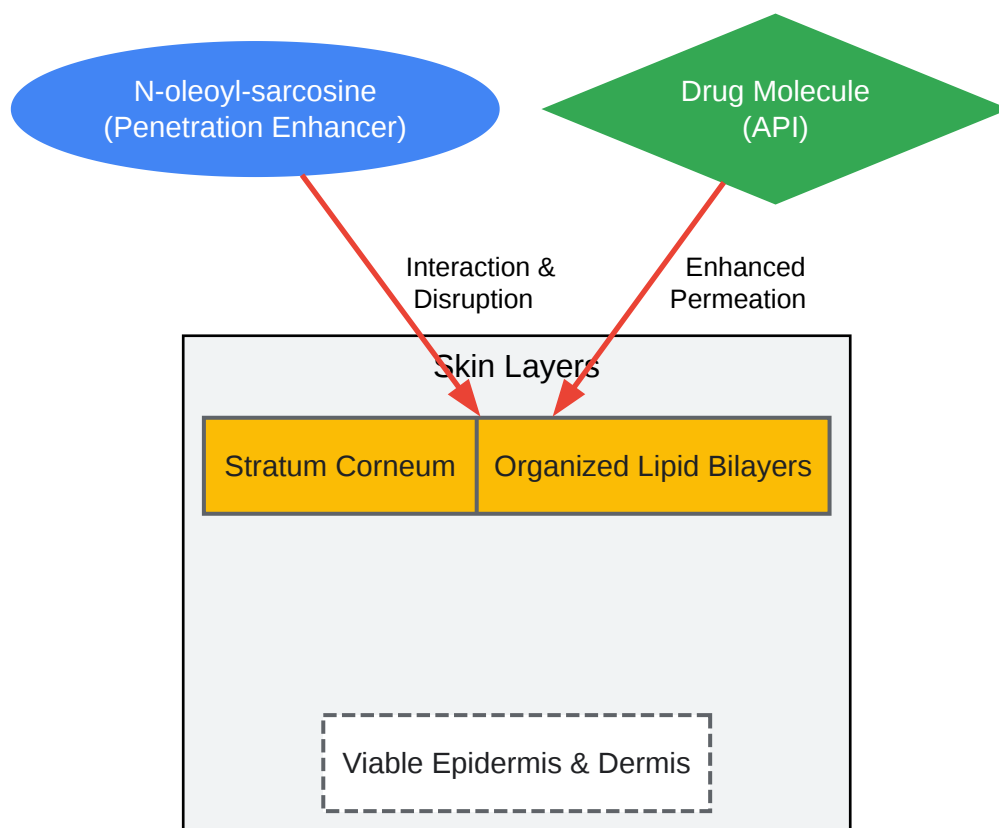 N-oleoyl-sarcosine
(Penetration Enhancer)
Drug Molecule
(API)
Interaction &
Disruption
Enhanced
Permeation
Skin Layers
Stratum Corneum
Organized Lipid Bilayers
Viable Epidermis & Dermis